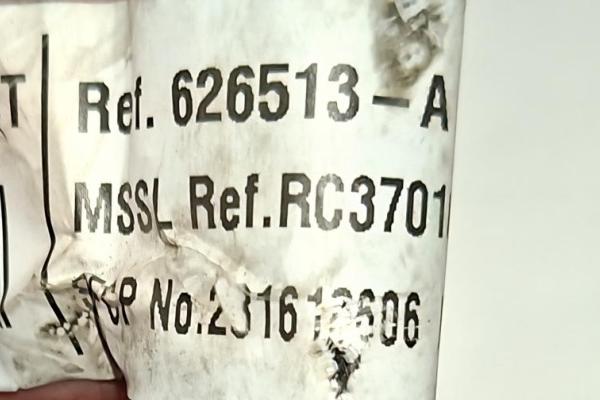 T
Ref. 626513-A
MSSL Ref.RC3701
No.